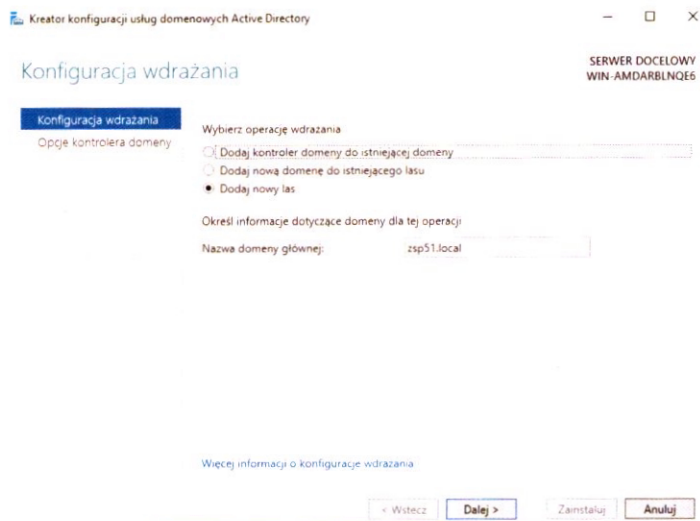 Kreator konfiguracji usług domenowych Active Directory
Konfiguracja wdrażania
SERWER DOCELOWY
WIN-AMDARBLNQE6
Konfiguracja wdrażania
Opcje kontrolera domeny
Wybierz operację wdrażania
Dodaj kontroler domeny do istniejącej domeny
Dodaj nową domenę do istniejącego lasu
Dodaj nowy las
Określ informacje dotyczące domeny dla tej operacji
Nazwa domeny głównej: zsp51.local
Więcej informacji o konfiguracje wdrażania
< Wstecz Dalej > Zainstaluj Anuluj